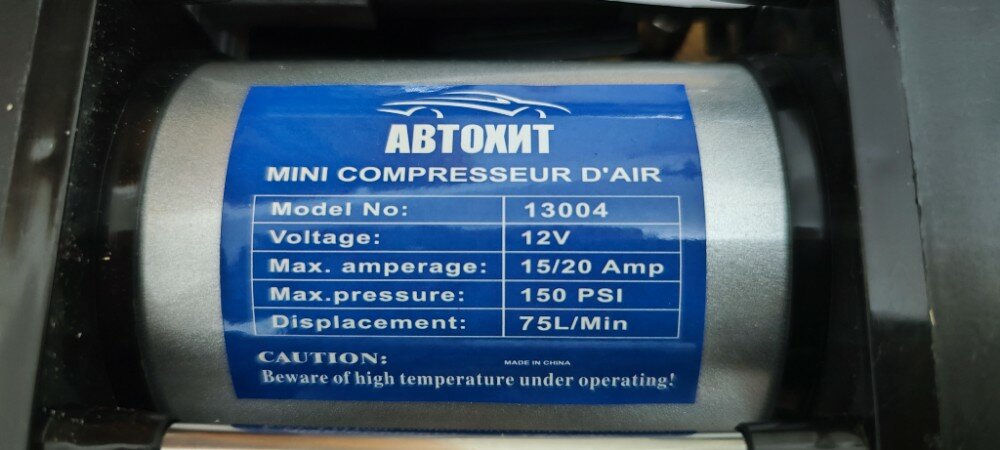 АВТОХИТ
MINI COMPRESSEUR D'AIR
Model No: 13004
Voltage: 12V
Max. amperage: 15/20 Amp
Max.pressure: 150 PSI
Displacement: 75L/Min
CAUTION: MADE IN CHINA
Beware of high temperature under operating!